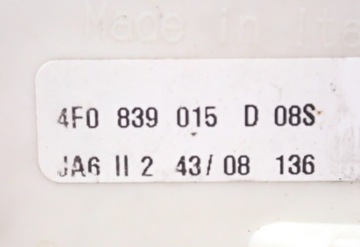 Made in Ita
4F0 839 015 D 08S
JA6 II 2 43/08 136